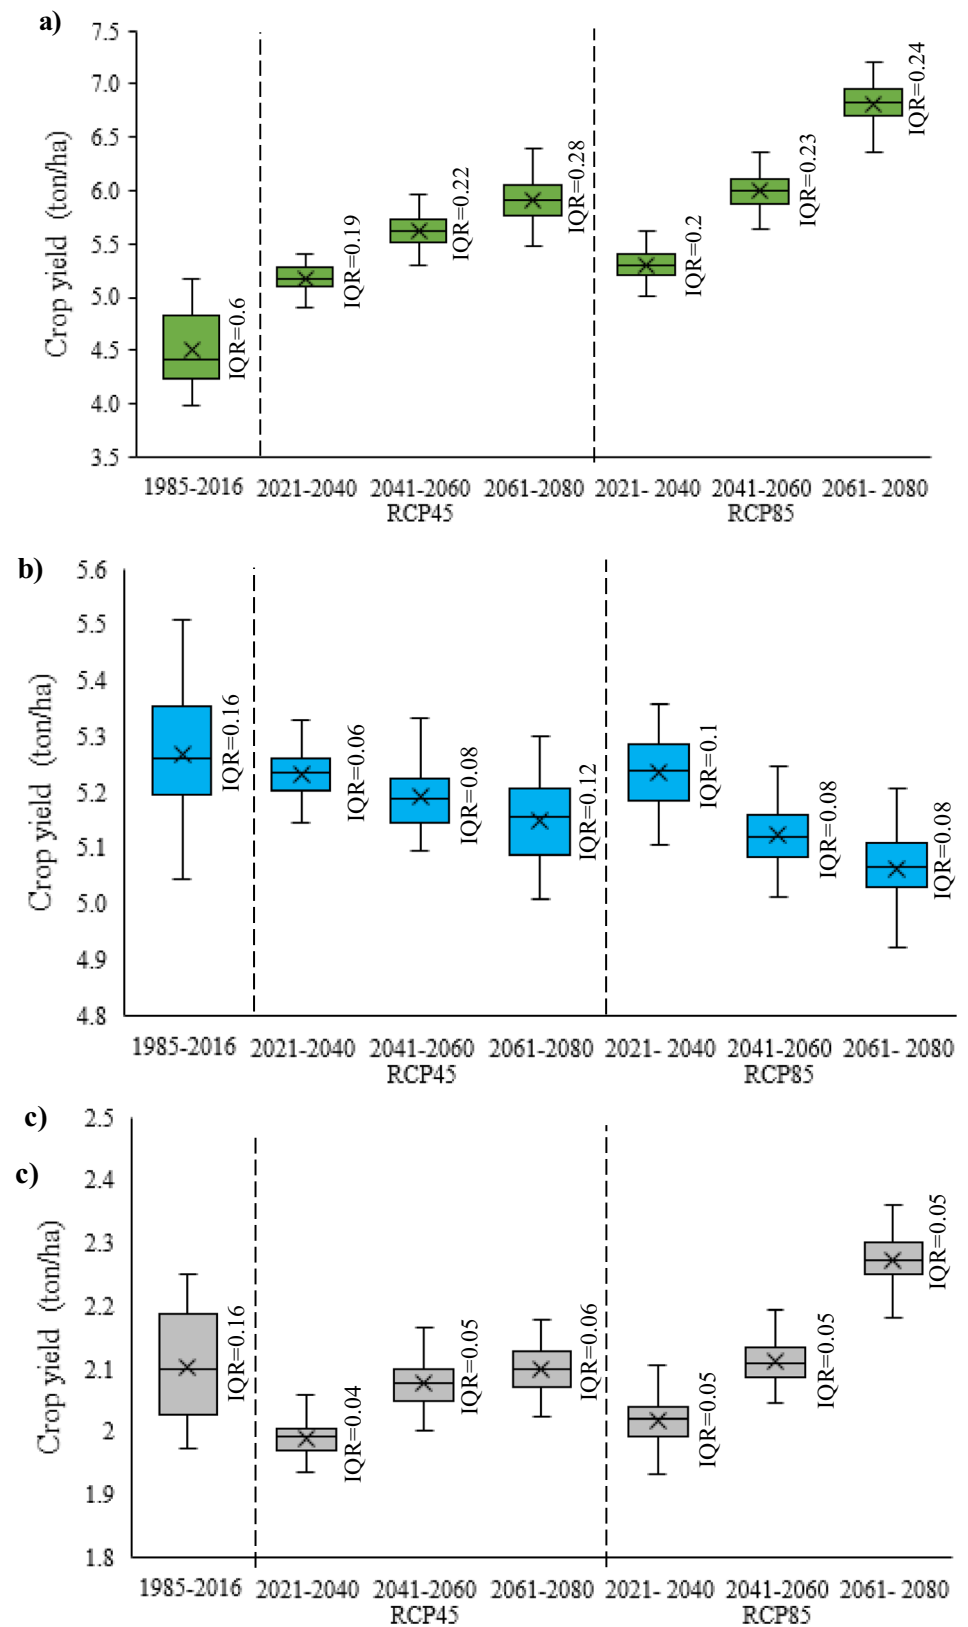 a)
7.5
7.0
6.5
6.0
5.5
5.0
4.5
4.0
3.5
Crop yield (ton/ha)
IQR=0.6
IQR=0.19
IQR=0.22
IQR=0.28
IQR=0.2
IQR=0.23
IQR=0.24
1985-2016 2021-2040 2041-2060 2061-2080 2021- 2040 2041-2060 2061- 2080
RCP45 RCP85
b)
5.6
5.5
5.4
5.3
5.2
5.1
5.0
4.9
4.8
Crop yield (ton/ha)
IQR=0.16
IQR=0.06
IQR=0.08
IQR=0.12
IQR=0.1
IQR=0.08
IQR=0.08
1985-2016 2021-2040 2041-2060 2061-2080 2021- 2040 2041-2060 2061- 2080
RCP45 RCP85
c)
c)
2.5
2.4
2.3
2.2
2.1
2
1.9
1.8
Crop yield (ton/ha)
IQR=0.16
IQR=0.04
IQR=0.05
IQR=0.06
IQR=0.05
IQR=0.05
IQR=0.05
1985-2016 2021-2040 2041-2060 2061-2080 2021- 2040 2041-2060 2061- 2080
RCP45 RCP85